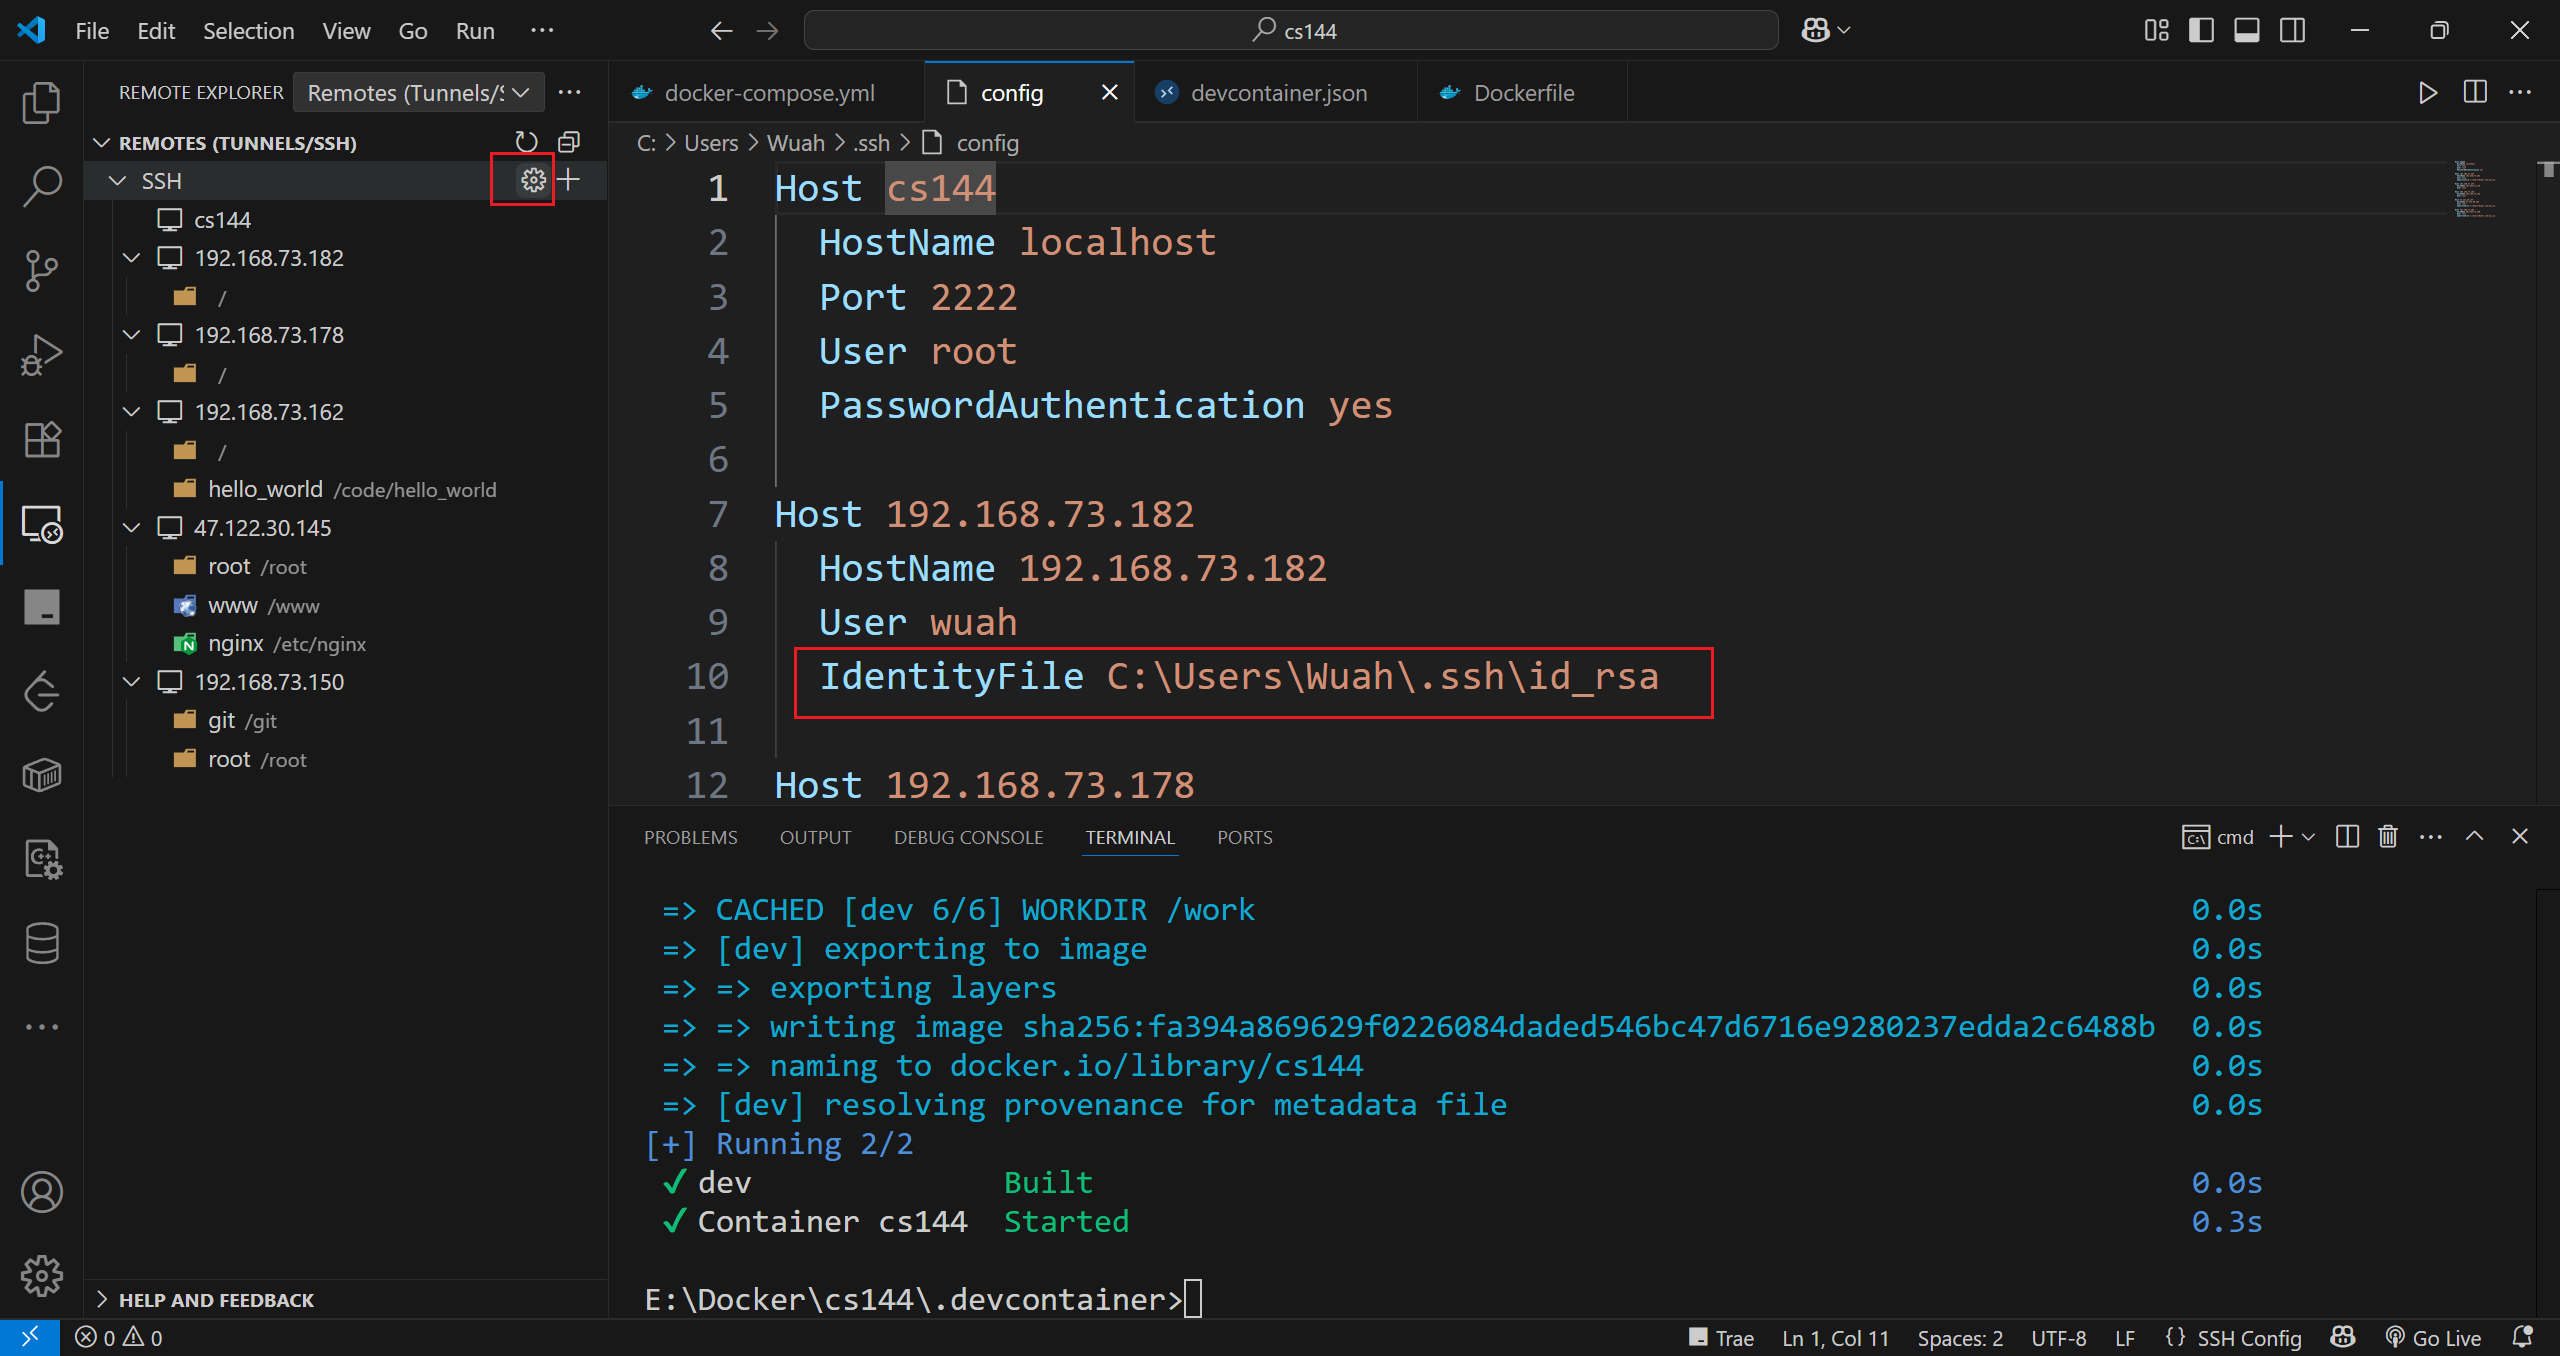 File Edit Selection View Go Run ··· cs144
REMOTE EXPLORER Remotes (Tunnels/S ···
REMOTES (TUNNELS/SSH)
SSH
cs144
192.168.73.182
/
192.168.73.178
/
192.168.73.162
/
hello_world /code/hello_world
47.122.30.145
root /root
www /www
nginx /etc/nginx
192.168.73.150
git /git
root /root
HELP AND FEEDBACK
docker-compose.yml config devcontainer.json Dockerfile
C: > Users > Wuah > .ssh > config
1 Host cs144
2 HostName localhost
3 Port 2222
4 User root
5 PasswordAuthentication yes
6
7 Host 192.168.73.182
8 HostName 192.168.73.182
9 User wuah
10 IdentityFile C:\Users\Wuah\.ssh\id_rsa
11
12 Host 192.168.73.178
PROBLEMS OUTPUT DEBUG CONSOLE TERMINAL PORTS cmd
=> CACHED [dev 6/6] WORKDIR /work 0.0s
=> [dev] exporting to image 0.0s
=> => exporting layers 0.0s
=> => writing image sha256:fa394a869629f0226084daded546bc47d6716e9280237edda2c6488b 0.0s
=> => naming to docker.io/library/cs144 0.0s
=> [dev] resolving provenance for metadata file 0.0s
[+] Running 2/2
✔ dev Built 0.0s
✔ Container cs144 Started 0.3s
E:\Docker\cs144\.devcontainer>
0 0 Trae Ln 1, Col 11 Spaces: 2 UTF-8 LF {} SSH Config Go Live